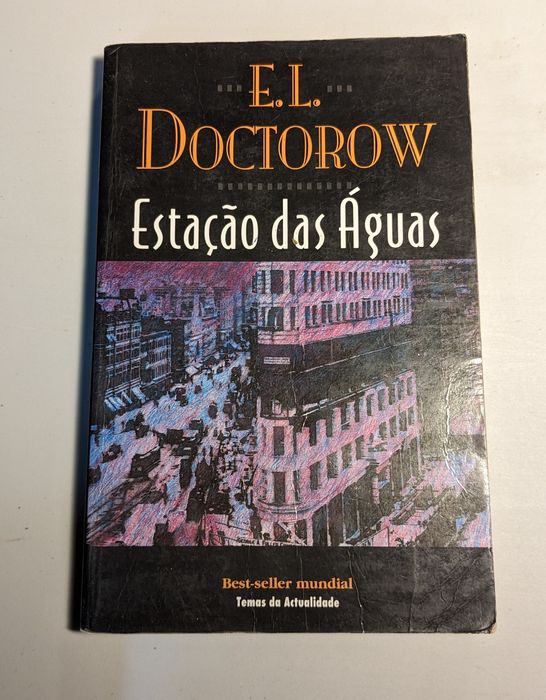 E.L.
DOCTOROW
Estação das Águas
Best-seller mundial
Temas da Actualidade